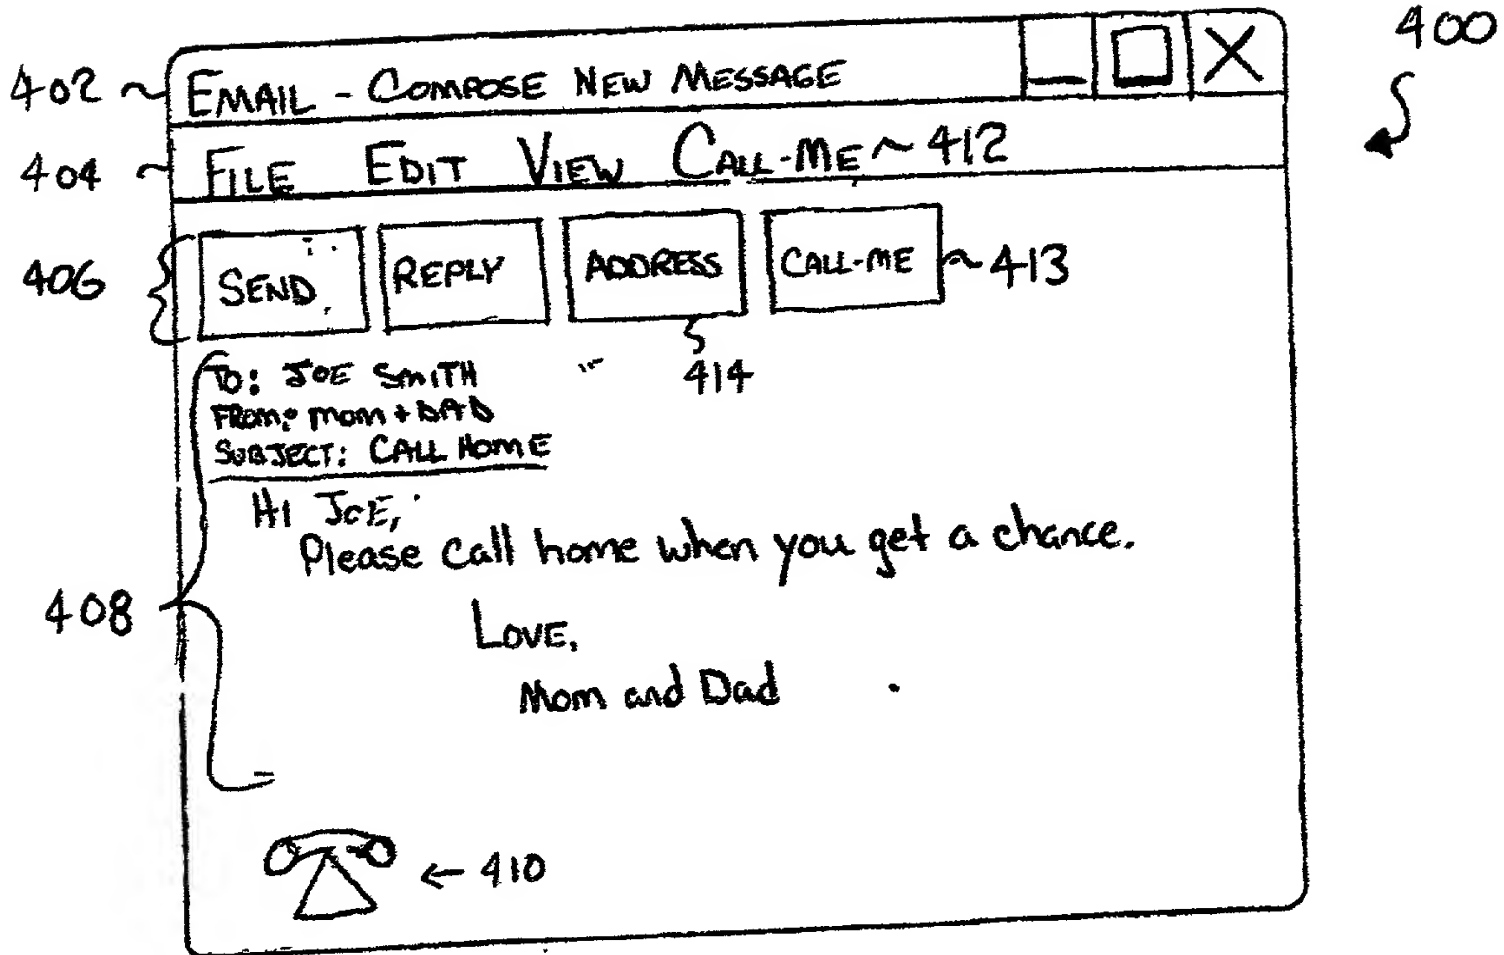 400
402 EMAIL - COMPOSE NEW MESSAGE
404 FILE EDIT VIEW CALL-ME 412
406 SEND REPLY ADDRESS CALL-ME 413
414
TO: JOE SMITH
FROM: MOM + DAD
SUBJECT: CALL HOME
HI JOE,
Please call home when you get a chance.
408
LOVE,
Mom and Dad
410